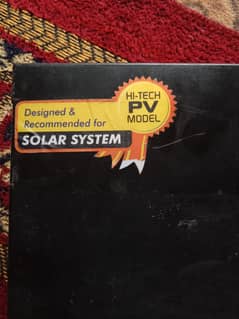 Designed &
Recommended for
SOLAR SYSTEM
HI-TECH
PV
MODEL